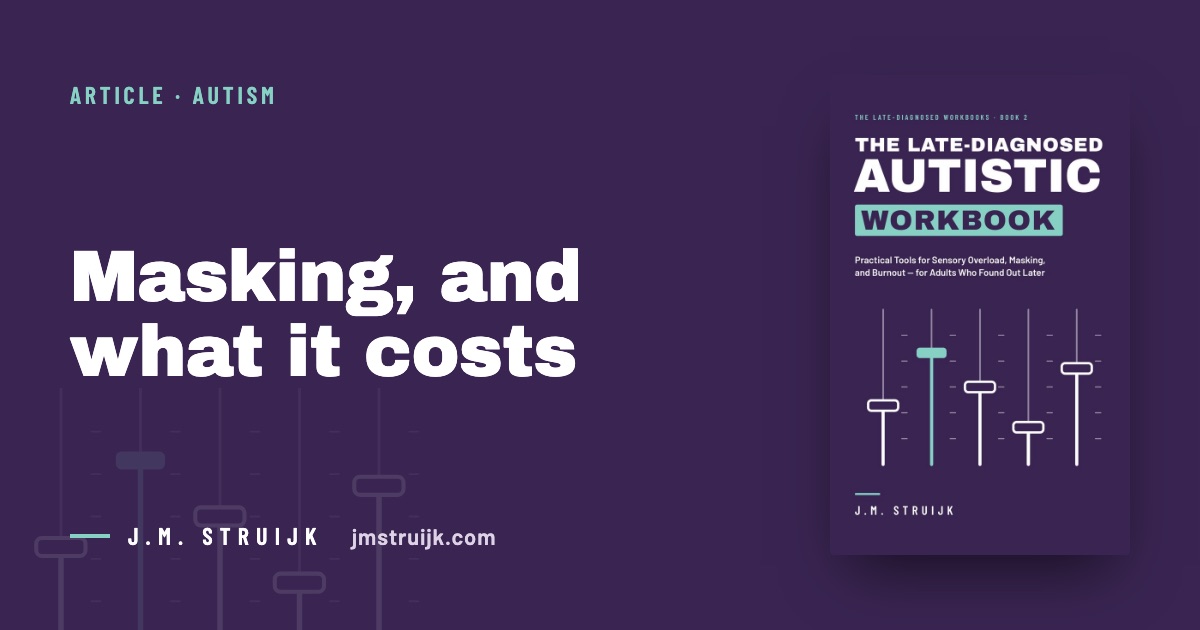 ARTICLE · AUTISM
Masking, and
what it costs
J.M. STRUIJK jmstruijk.com
THE LATE-DIAGNOSED WORKBOOKS · BOOK 2
THE LATE-DIAGNOSED
AUTISTIC
WORKBOOK
Practical Tools for Sensory Overload, Masking,
and Burnout — for Adults Who Found Out Later
J.M. STRUIJK